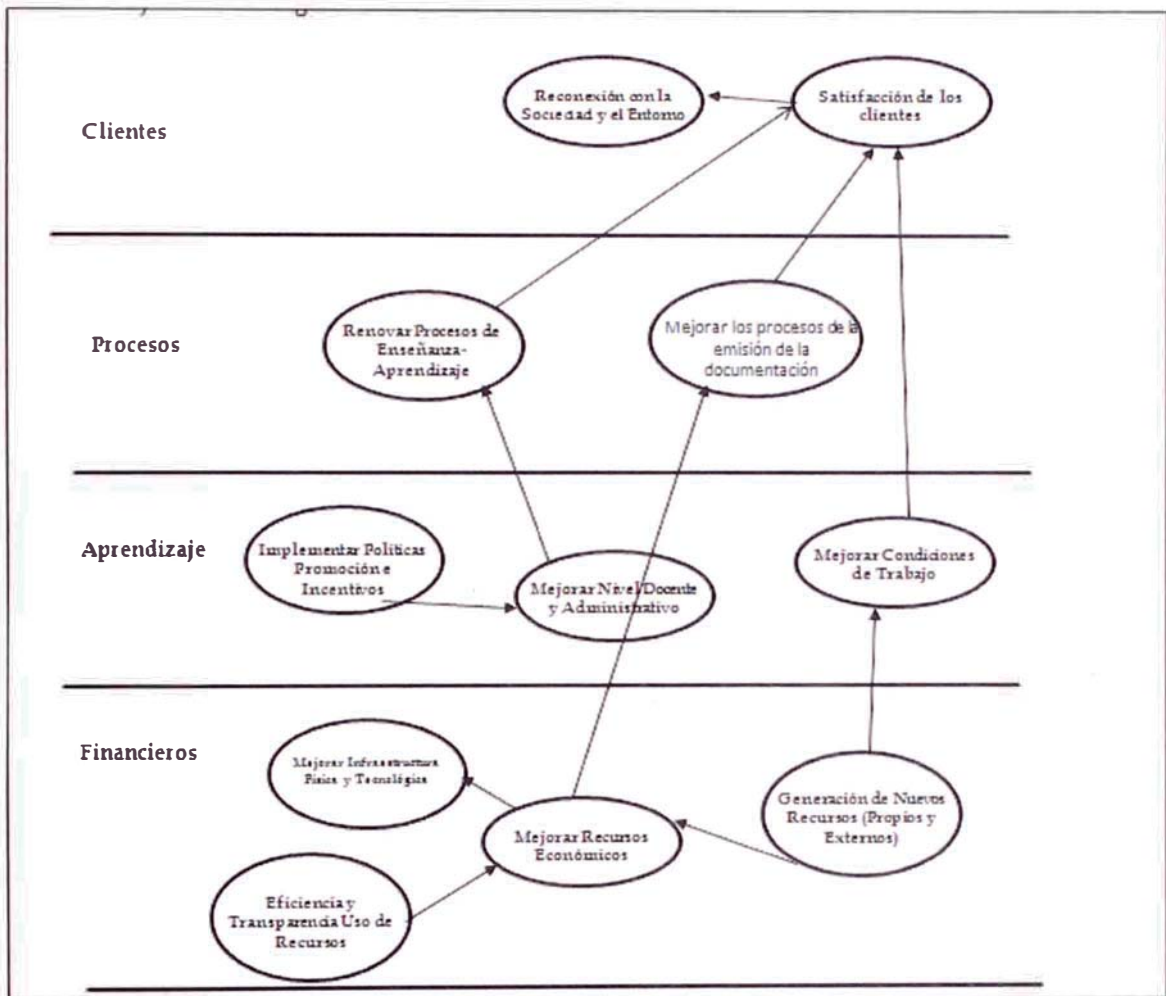 Clientes
Reconexión con la
Sociedad y el Entorno
Satisfacción de los
clientes
Procesos
Renovar Procesos de
Enseñanza-
Aprendizaje
Mejorar los procesos de la
emisión de la
documentación
Aprendizaje
Implementar Políticas
Promoción e
Incentivos
Mejorar Nivel Docente
y Administrativo
Mejorar Condiciones
de Trabajo
Financieros
Mejorar Infraestructura
Física y Tecnológica
Mejorar Recursos
Económicos
Generación de Nuevos
Recursos (Propios y
Externos)
Eficiencia y
Transparencia Uso de
Recursos